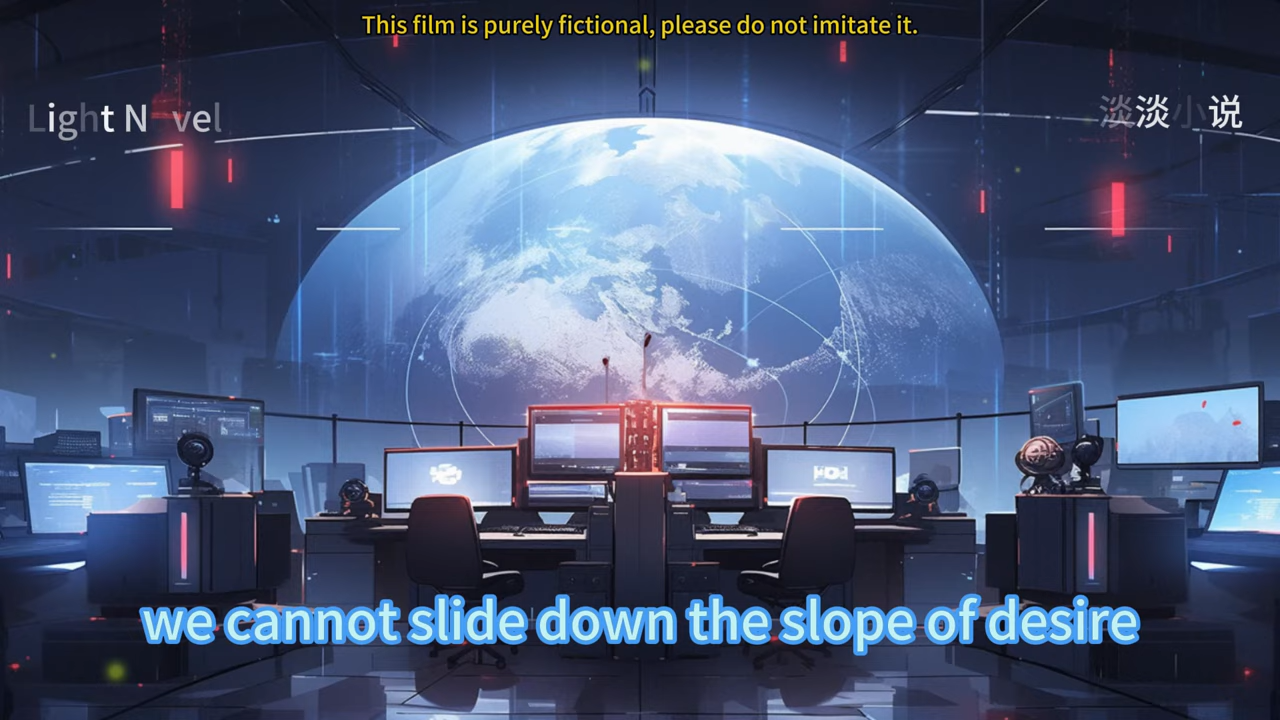 This film is purely fictional, please do not imitate it.
Light Novel
淡淡小说
we cannot slide down the slope of desire